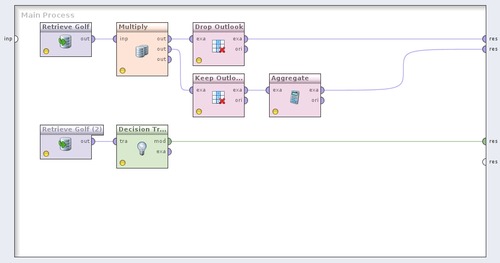 Main Process
Retrieve Golf
Multiply
Drop Outlook
inp
out
inp
out
exa
exa
res
out
ori
res
out
Keep Outlo...
Aggregate
exa
exa
exa
exa
ori
ori
Retrieve Golf (2)
Decision Tr...
out
tra
mod
res
exa
res